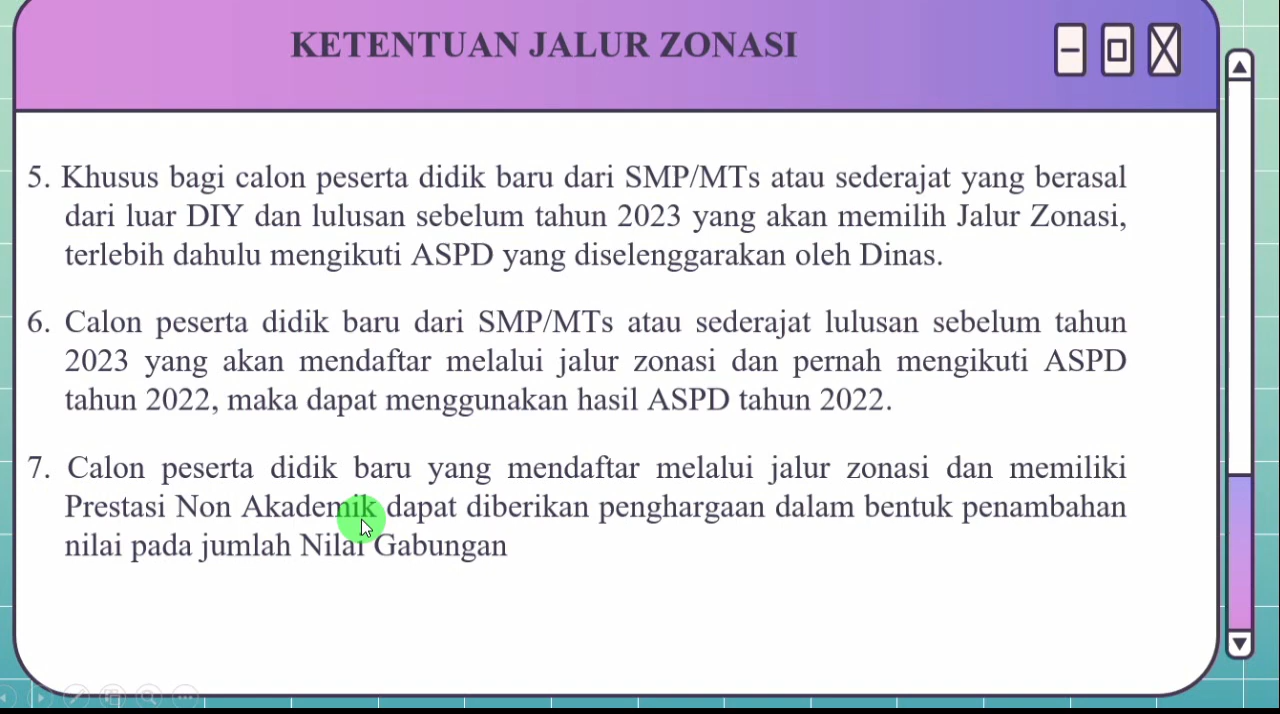 KETENTUAN JALUR ZONASI
5. Khusus bagi calon peserta didik baru dari SMP/MTs atau sederajat yang berasal
dari luar DIY dan lulusan sebelum tahun 2023 yang akan memilih Jalur Zonasi,
terlebih dahulu mengikuti ASPD yang diselenggarakan oleh Dinas.
6. Calon peserta didik baru dari SMP/MTs atau sederajat lulusan sebelum tahun
2023 yang akan mendaftar melalui jalur zonasi dan pernah mengikuti ASPD
tahun 2022, maka dapat menggunakan hasil ASPD tahun 2022.
7. Calon peserta didik baru yang mendaftar melalui jalur zonasi dan memiliki
Prestasi Non Akademik dapat diberikan penghargaan dalam bentuk penambahan
nilai pada jumlah Nilai Gabungan